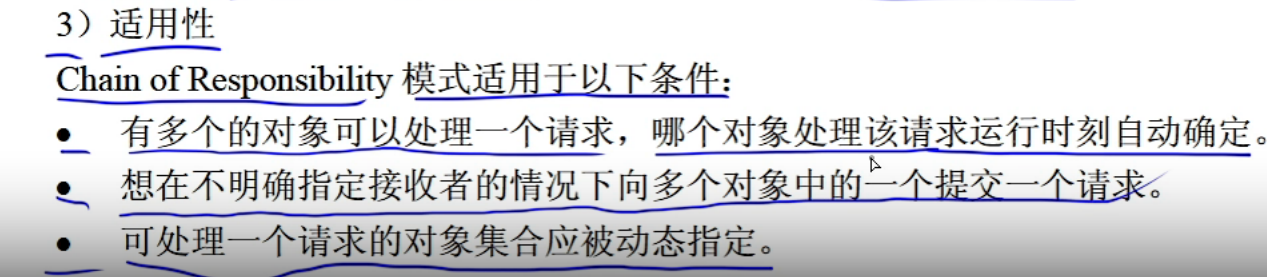 3）适用性
Chain of Responsibility 模式适用于以下条件：
● 有多个的对象可以处理一个请求，哪个对象处理该请求运行时刻自动确定。
● 想在不明确指定接收者的情况下向多个对象中的一个提交一个请求。
● 可处理一个请求的对象集合应被动态指定。